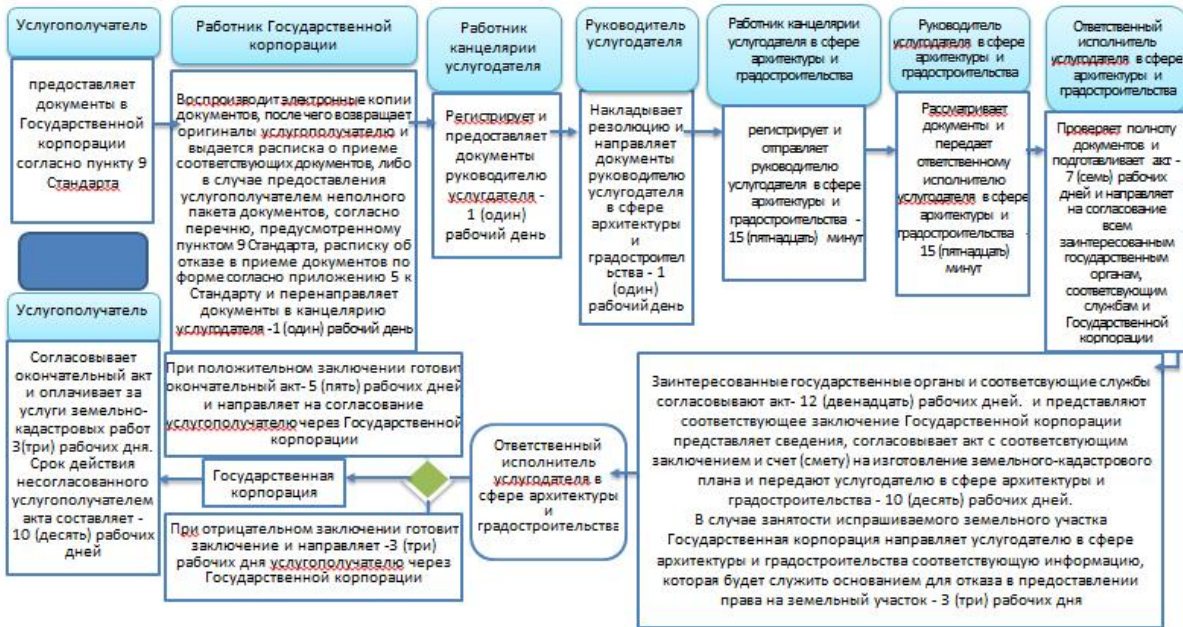 Услугополучатель
предоставляет
документы в
Государственной
корпорации
согласно пункту 9
Стандарта
Работник Государственной
корпорации
Воспроизводит электронные копии
документов, после чего возвращает
оригиналы услугополучателю и
выдается расписка о приеме
соответствующих документов, либо
в случае предоставления
услугополучателем неполного
пакета документов, согласно
перечню, предусмотренному
пунктом 9 Стандарта, расписку об
отказе в приеме документов по
форме согласно приложению 5 к
Стандарту и перенаправляет
документы в канцелярию
услугодателя -1 (один) рабочий день
Работник
канцелярии
услугодателя
Регистрирует и
предоставляет
документы
руководителю
услугдателя -
1 (один)
рабочий день
Руководитель
услугодателя
Накладывает
резолюцию и
направляет
документы
руководителю
услугодателя
в сфере
архитектуры
и
градостроител
ьства - 1
(один)
рабочий день
Работник канцелярии
услугодателя в сфере
архитектуры и
градостроительства
регистрирует и
отправляет
руководителю
услугодателя в сфере
архитектуры и
градостроительства -
15 (пятнадцать) минут
Руководитель
услугодателя в сфере
архитектуры и
градостроительства
Рассматривает
документы и
передает
ответственному
исполнителю
услугодателя в сфере
архитектуры и
градостроительства -
15 (пятнадцать)
минут
Ответственный
исполнитель
услугодателя в сфере
архитектуры и
градостроительства
Проверяет полноту
документов и
подготавливает акт -
7 (семь) рабочих
дней и направляет
на согласование
всем
заинтересованным
государственным
органам,
соответсвующим
службам и
Государственной
корпорации
Заинтересованные государственные органы и соответсвующие службы
согласовывают акт- 12 (двенадцать) рабочих дней. и представляют
соответствующее заключение Государственной корпорации
представляет сведения, согласовывает акт с соответсвтующим
заключением и счет (смету) на изготовление земельного-кадастрового
плана и передают услугодателю в сфере архитектуры и
градостроительства - 10 (десять) рабочих дней.
В случае занятости испрашиваемого земельного участка
Государственная корпорация направляет услугодателю в сфере
архитектуры и градостроительства соответствующую информацию,
которая будет служить основанием для отказа в предоставлении
права на земельный участок - 3 (три) рабочих дня
Ответственный
исполнитель
услугодателя в
сфере архитектуры
и
градостроительства
При положительном заключении готовит
окончательный акт- 5 (пять) рабочих дней
и направляет на согласование
услугополучателю через Государственной
корпорации
Государственная
корпорация
При отрицательном заключении готовит
заключение и направляет -3 (три)
рабочих дня услугополучателю через
Государственной корпорации
Услугополучатель
Согласовывает
окончательный акт
и оплачивает за
услуги земельно-
кадастровых работ
3(три) рабочих дня.
Срок действия
несогласованного
услугополучателем
акта составляет -
10 (десять) рабочих
дней